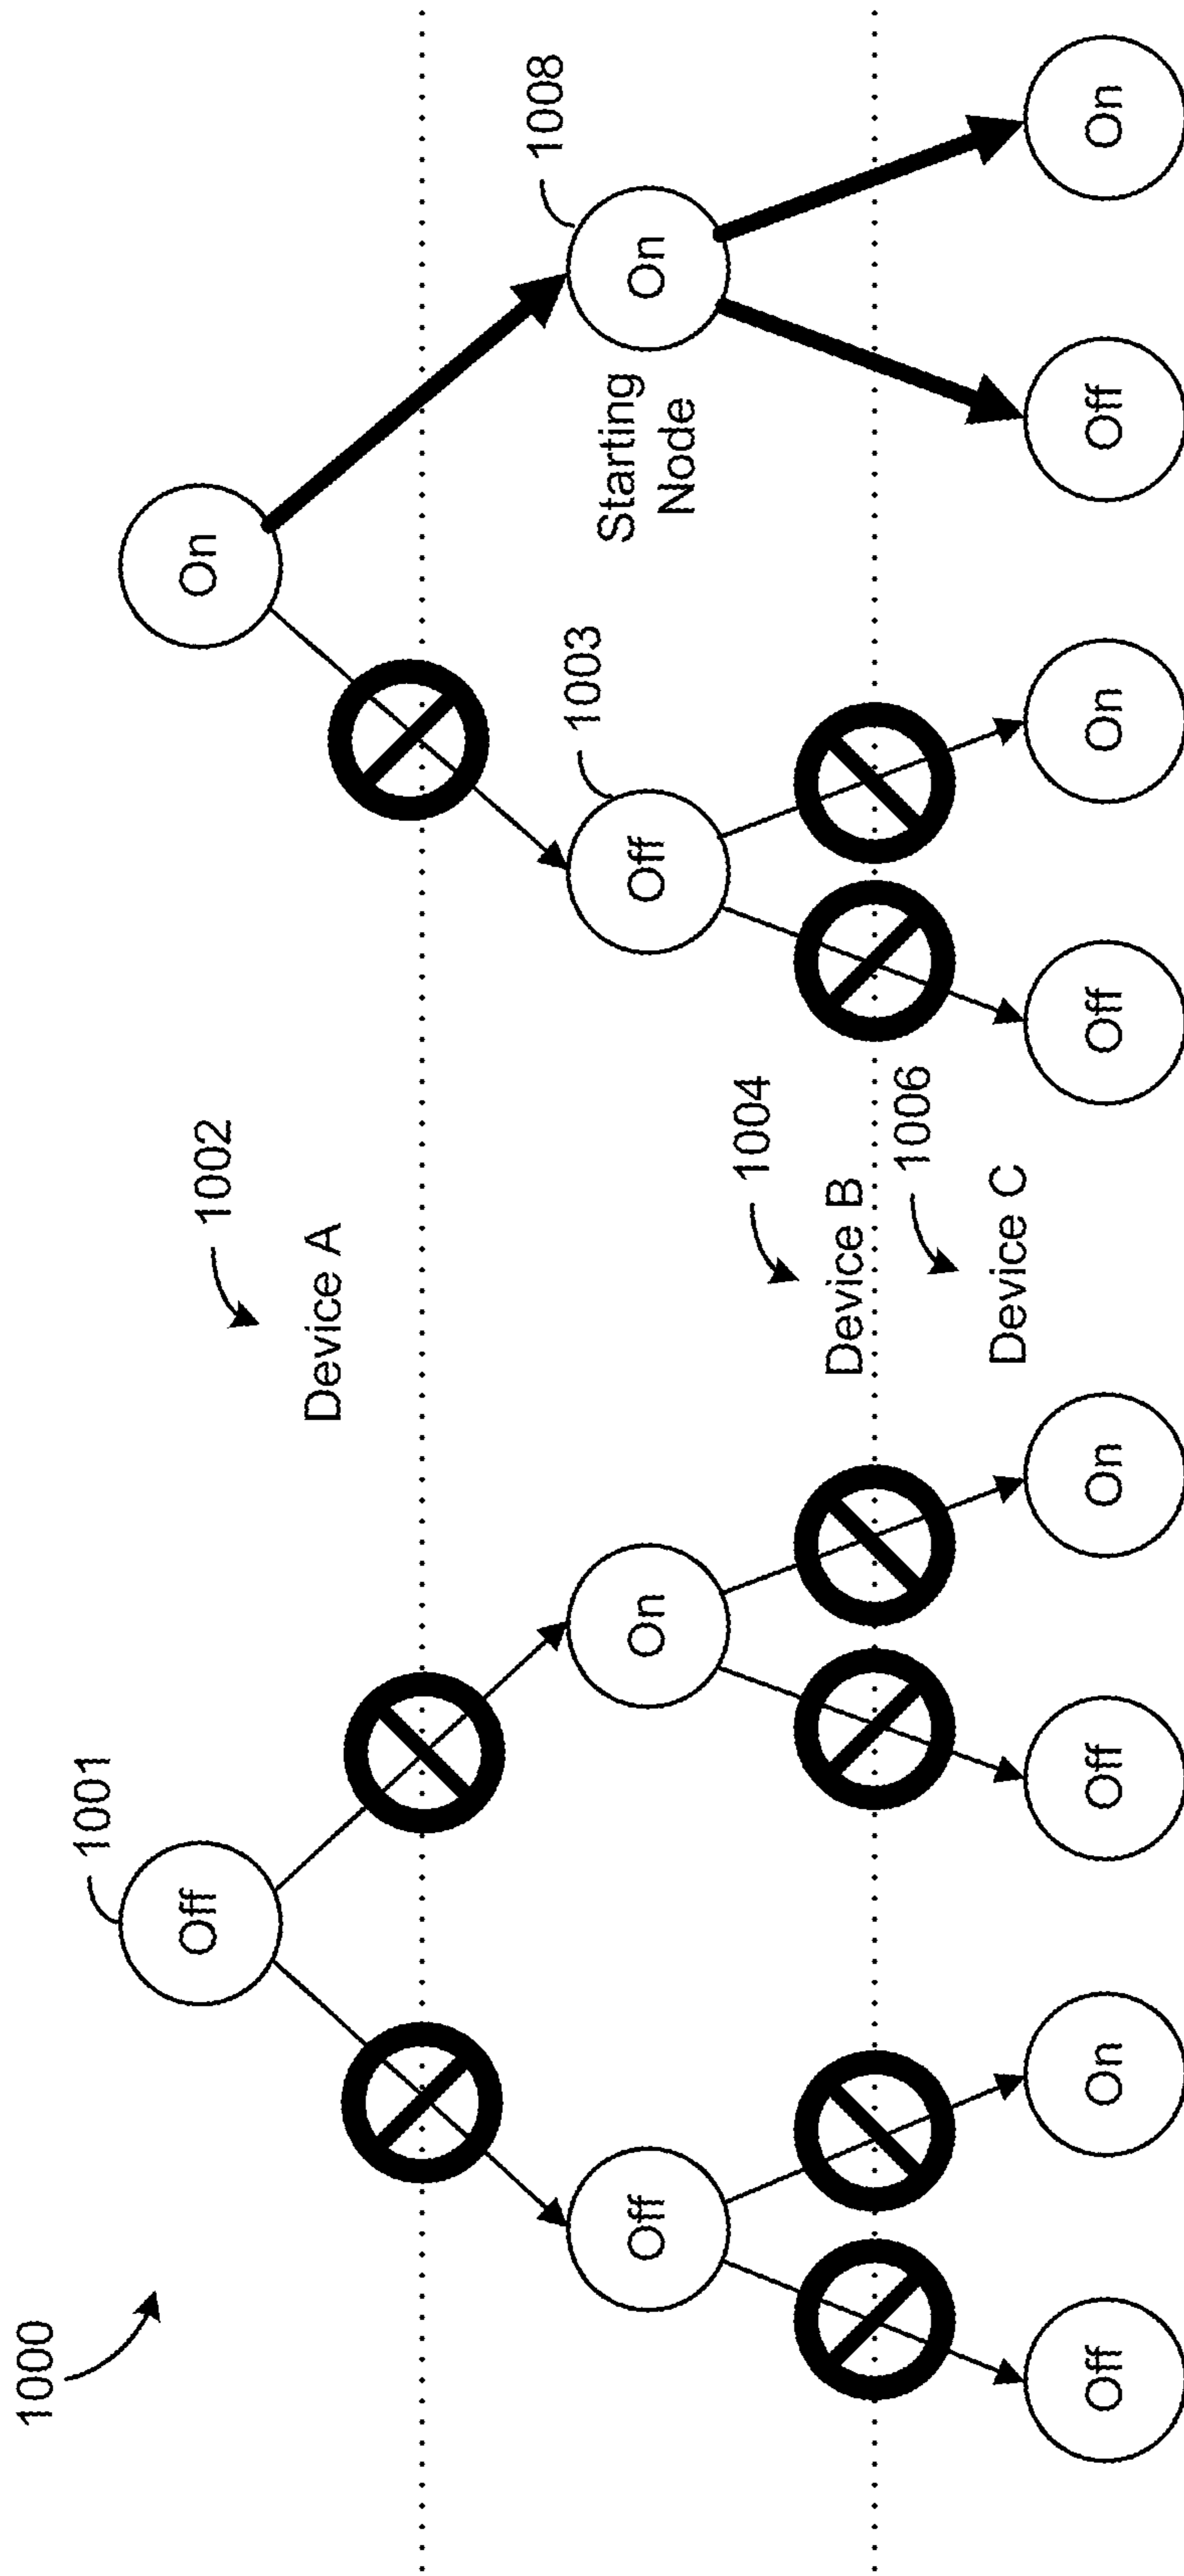 1000
1001
Off
1002
On
Device A
1008
1003
Off
On
Off
Starting
Node
On
1004
Device B
1006
Device C
Off
On
Off
On
Off
On
Off
On